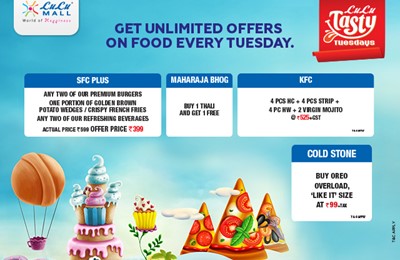 LuLu
MALL
World of Happiness
GET UNLIMITED OFFERS
ON FOOD EVERY TUESDAY.
LuLu
Tasty
TUESDAYS
SFC PLUS
ANY TWO OF OUR PREMIUM BURGERS
ONE PORTION OF GOLDEN BROWN
POTATO WEDGES / CRISPY FRENCH FRIES
ANY TWO OF OUR REFRESHING BEVERAGES
ACTUAL PRICE ₹599 OFFER PRICE ₹399
MAHARAJA BHOG
BUY 1 THALI
AND GET 1 FREE
KFC
4 PCS HC + 4 PCS STRIP +
4 PC HW + 2 VIRGIN MOJITO
@ ₹525+GST
COLD STONE
BUY OREO
OVERLOAD,
'LIKE IT' SIZE
AT ₹99+TAX
T&C APPLY